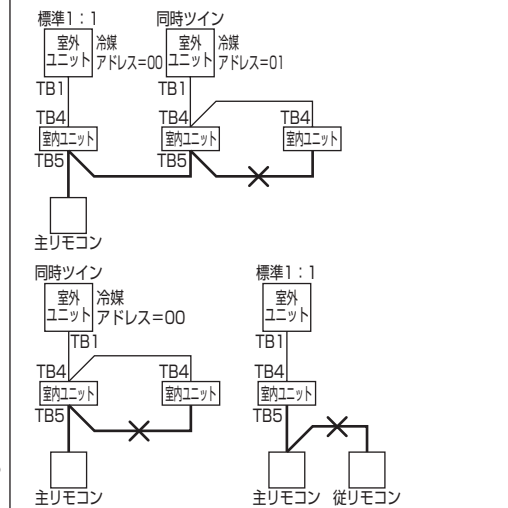 標準1：1
同時ツイン
室外
ユニット
冷媒
アドレス=00
室外
ユニット
冷媒
アドレス=01
TB1
TB1
TB4
TB4
TB4
室内ユニット
室内ユニット
室内ユニット
TB5
TB5
主リモコン
同時ツイン
標準1：1
室外
ユニット
冷媒
アドレス=00
室外
ユニット
TB1
TB1
TB4
TB4
TB4
室内ユニット
室内ユニット
室内ユニット
TB5
TB5
主リモコン
主リモコン
従リモコン